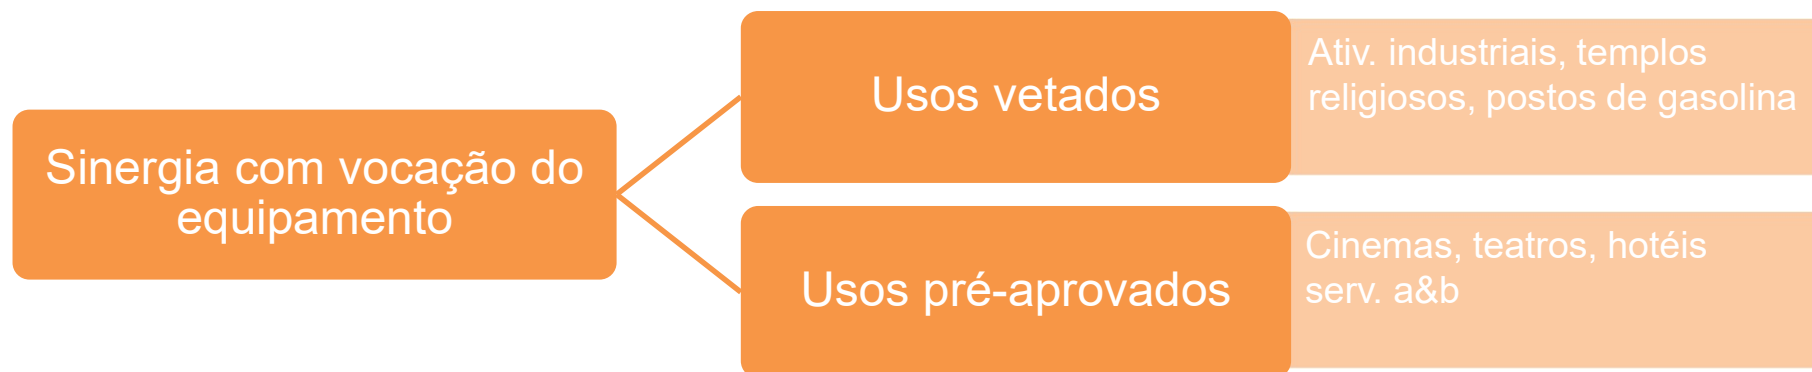 Sinergia com vocação do
equipamento
Usos vetados
Ativ. industriais, templos
religiosos, postos de gasolina
Usos pré-aprovados
Cinemas, teatros, hotéis
serv. a&b